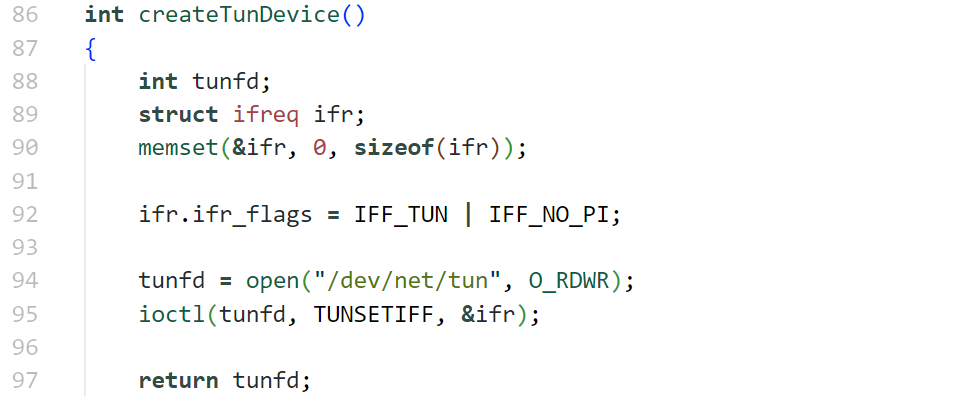 86 int createTunDevice()
87 {
88 int tunfd;
89 struct ifreq ifr;
90 memset(&ifr, 0, sizeof(ifr));
91
92 ifr.ifr_flags = IFF_TUN | IFF_NO_PI;
93
94 tunfd = open("/dev/net/tun", O_RDWR);
95 ioctl(tunfd, TUNSETIFF, &ifr);
96
97 return tunfd;